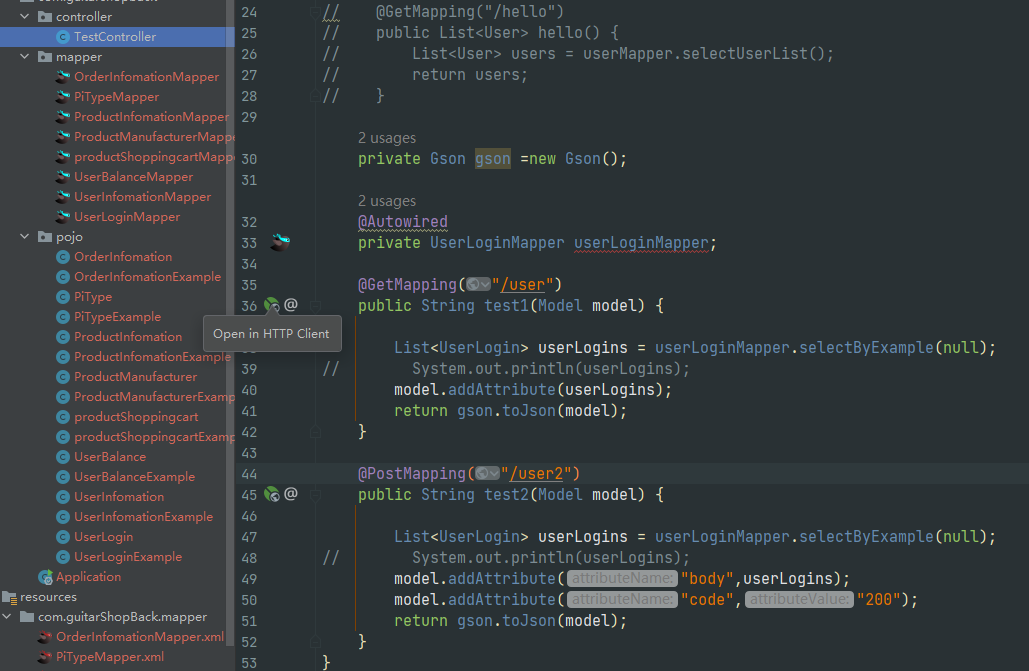 controller
TestController
mapper
OrderInfomationMapper
PiTypeMapper
ProductInfomationMapper
ProductManufacturerMappe
productShoppingcartMapp
UserBalanceMapper
UserInfomationMapper
UserLoginMapper
pojo
OrderInfomation
OrderInfomationExample
PiType
PiTypeExample
ProductInfomation
ProductInfomationExample
ProductManufacturer
ProductManufacturerExamp
productShoppingcart
productShoppingcartExamp
UserBalance
UserBalanceExample
UserInfomation
UserInfomationExample
UserLogin
UserLoginExample
Application
resources
com.guitarShopBack.mapper
OrderInfomationMapper.xml
PiTypeMapper.xml
24 // @GetMapping("/hello")
25 // public List<User> hello() {
26 // List<User> users = userMapper.selectUserList();
27 // return users;
28 // }
29
2 usages
30 private Gson gson =new Gson();
31
2 usages
32 @Autowired
33 private UserLoginMapper userLoginMapper;
34
35 @GetMapping("/user")
36 @ public String test1(Model model) {
Open in HTTP Client
List<UserLogin> userLogins = userLoginMapper.selectByExample(null);
39 // System.out.println(userLogins);
40 model.addAttribute(userLogins);
41 return gson.toJson(model);
42 }
43
44 @PostMapping("/user2")
45 @ public String test2(Model model) {
46
47 List<UserLogin> userLogins = userLoginMapper.selectByExample(null);
48 // System.out.println(userLogins);
49 model.addAttribute( attributeName: "body",userLogins);
50 model.addAttribute( attributeName: "code", attributeValue: "200");
51 return gson.toJson(model);
52 }
53 }